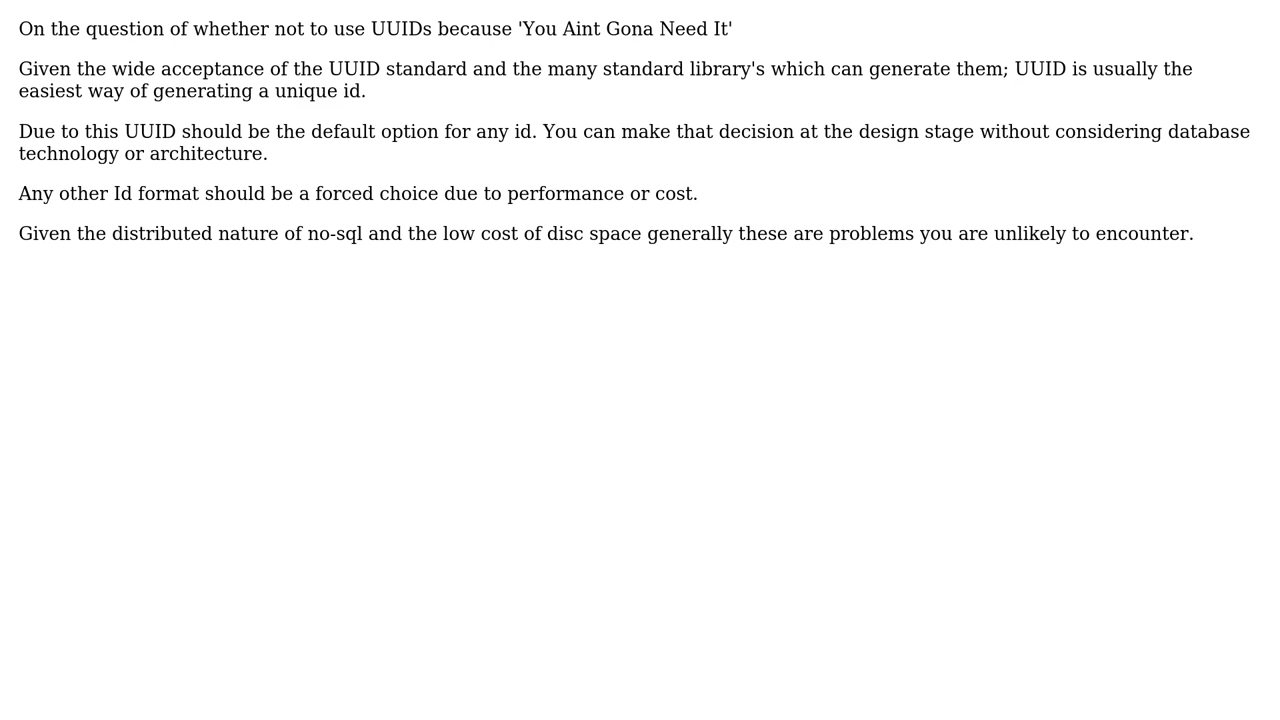 On the question of whether not to use UUIDs because 'You Aint Gona Need It'
Given the wide acceptance of the UUID standard and the many standard library's which can generate them; UUID is usually the
easiest way of generating a unique id.
Due to this UUID should be the default option for any id. You can make that decision at the design stage without considering database
technology or architecture.
Any other Id format should be a forced choice due to performance or cost.
Given the distributed nature of no-sql and the low cost of disc space generally these are problems you are unlikely to encounter.